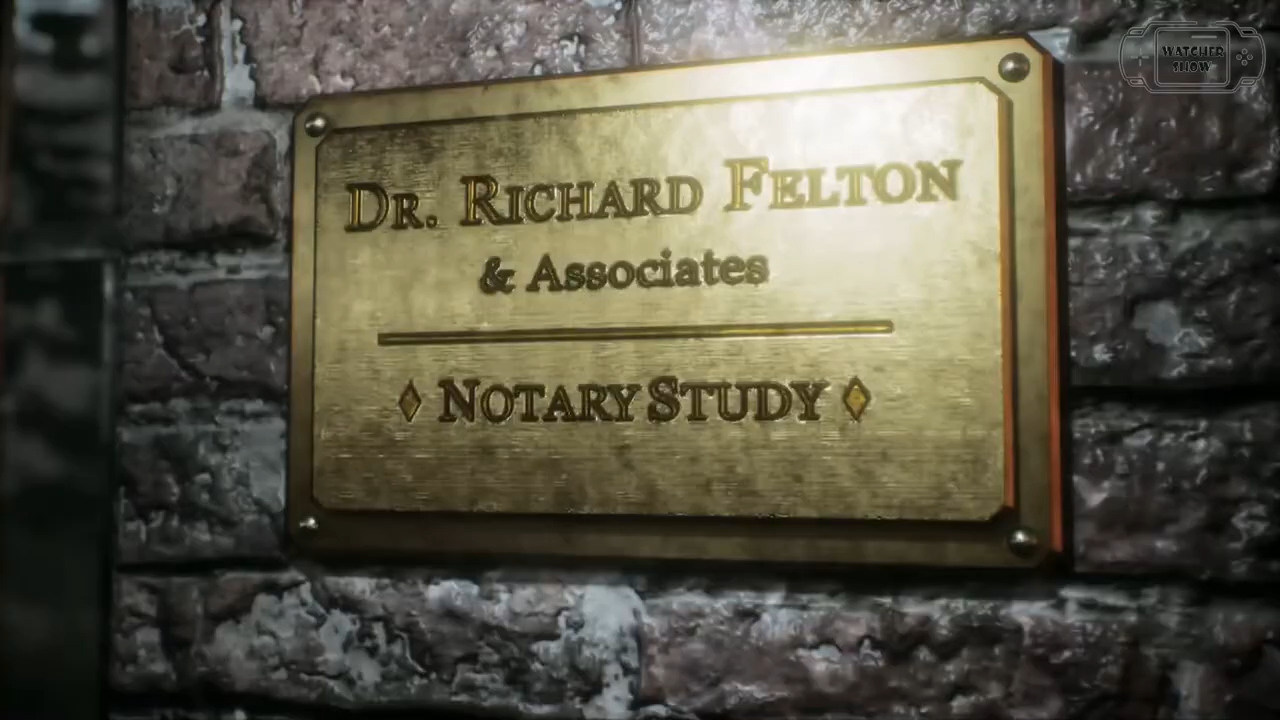 WATCHER
SHOW
DR. RICHARD FELTON
& Associates
NOTARY STUDY